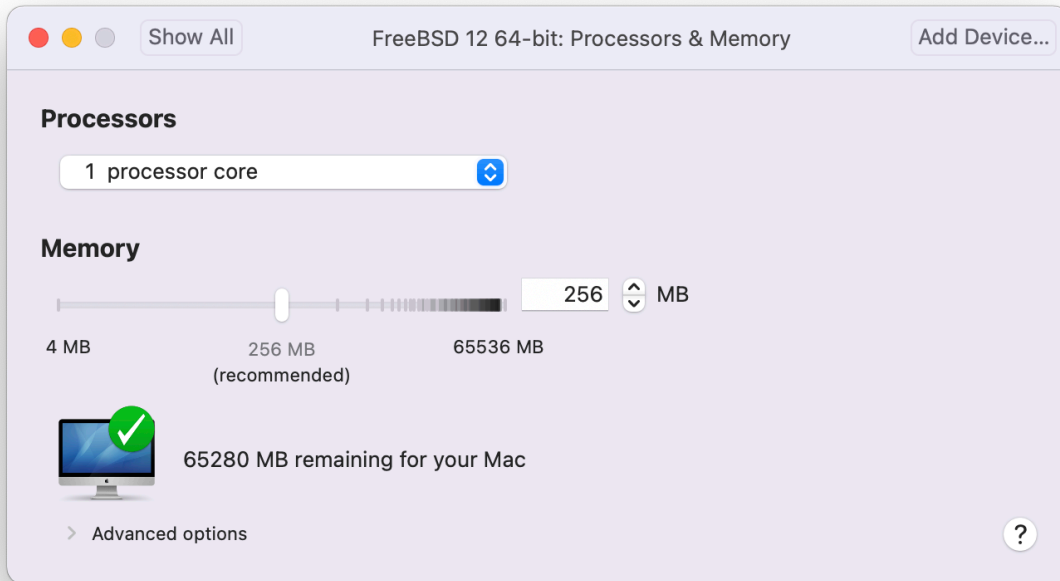 Show All
FreeBSD 12 64-bit: Processors & Memory
Add Device...
Processors
1 processor core
Memory
256
MB
4 MB
256 MB
65536 MB
(recommended)
65280 MB remaining for your Mac
Advanced options
?